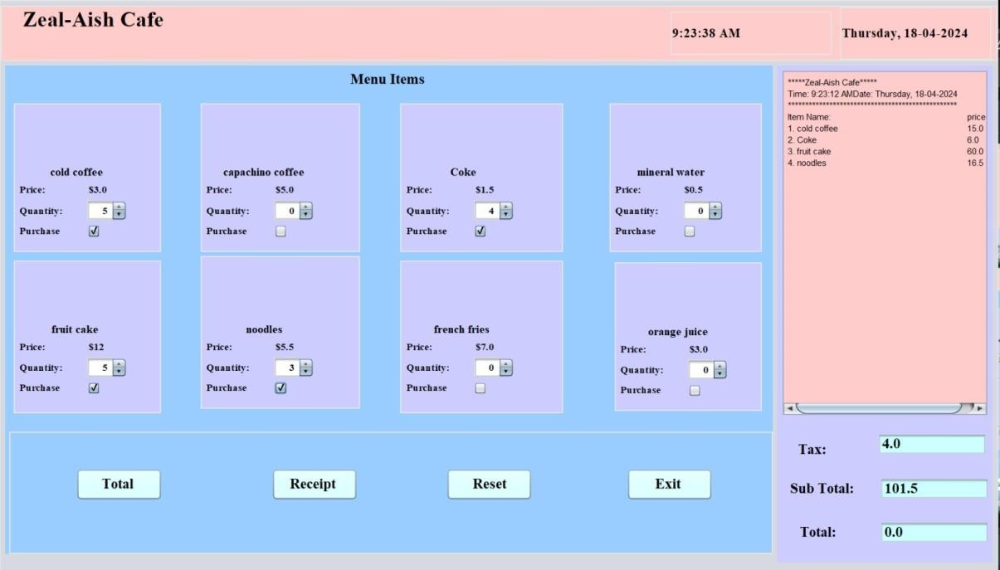 Zeal-Aish Cafe
9:23:38 AM
Thursday, 18-04-2024
Menu Items
cold coffee
Price: $3.0
Quantity: 5
Purchase
capachino coffee
Price: $5.0
Quantity: 0
Purchase
Coke
Price: $1.5
Quantity: 4
Purchase
mineral water
Price: $0.5
Quantity: 0
Purchase
fruit cake
Price: $12
Quantity: 5
Purchase
noodles
Price: $5.5
Quantity: 3
Purchase
french fries
Price: $7.0
Quantity: 0
Purchase
orange juice
Price: $3.0
Quantity: 0
Purchase
Total
Receipt
Reset
Exit
*****Zeal-Aish Cafe*****
Time: 9:23:12 AMDate: Thursday, 18-04-2024
*************************************************
Item Name: price
1. cold coffee 15.0
2. Coke 6.0
3. fruit cake 60.0
4. noodles 16.5
Tax: 4.0
Sub Total: 101.5
Total: 0.0